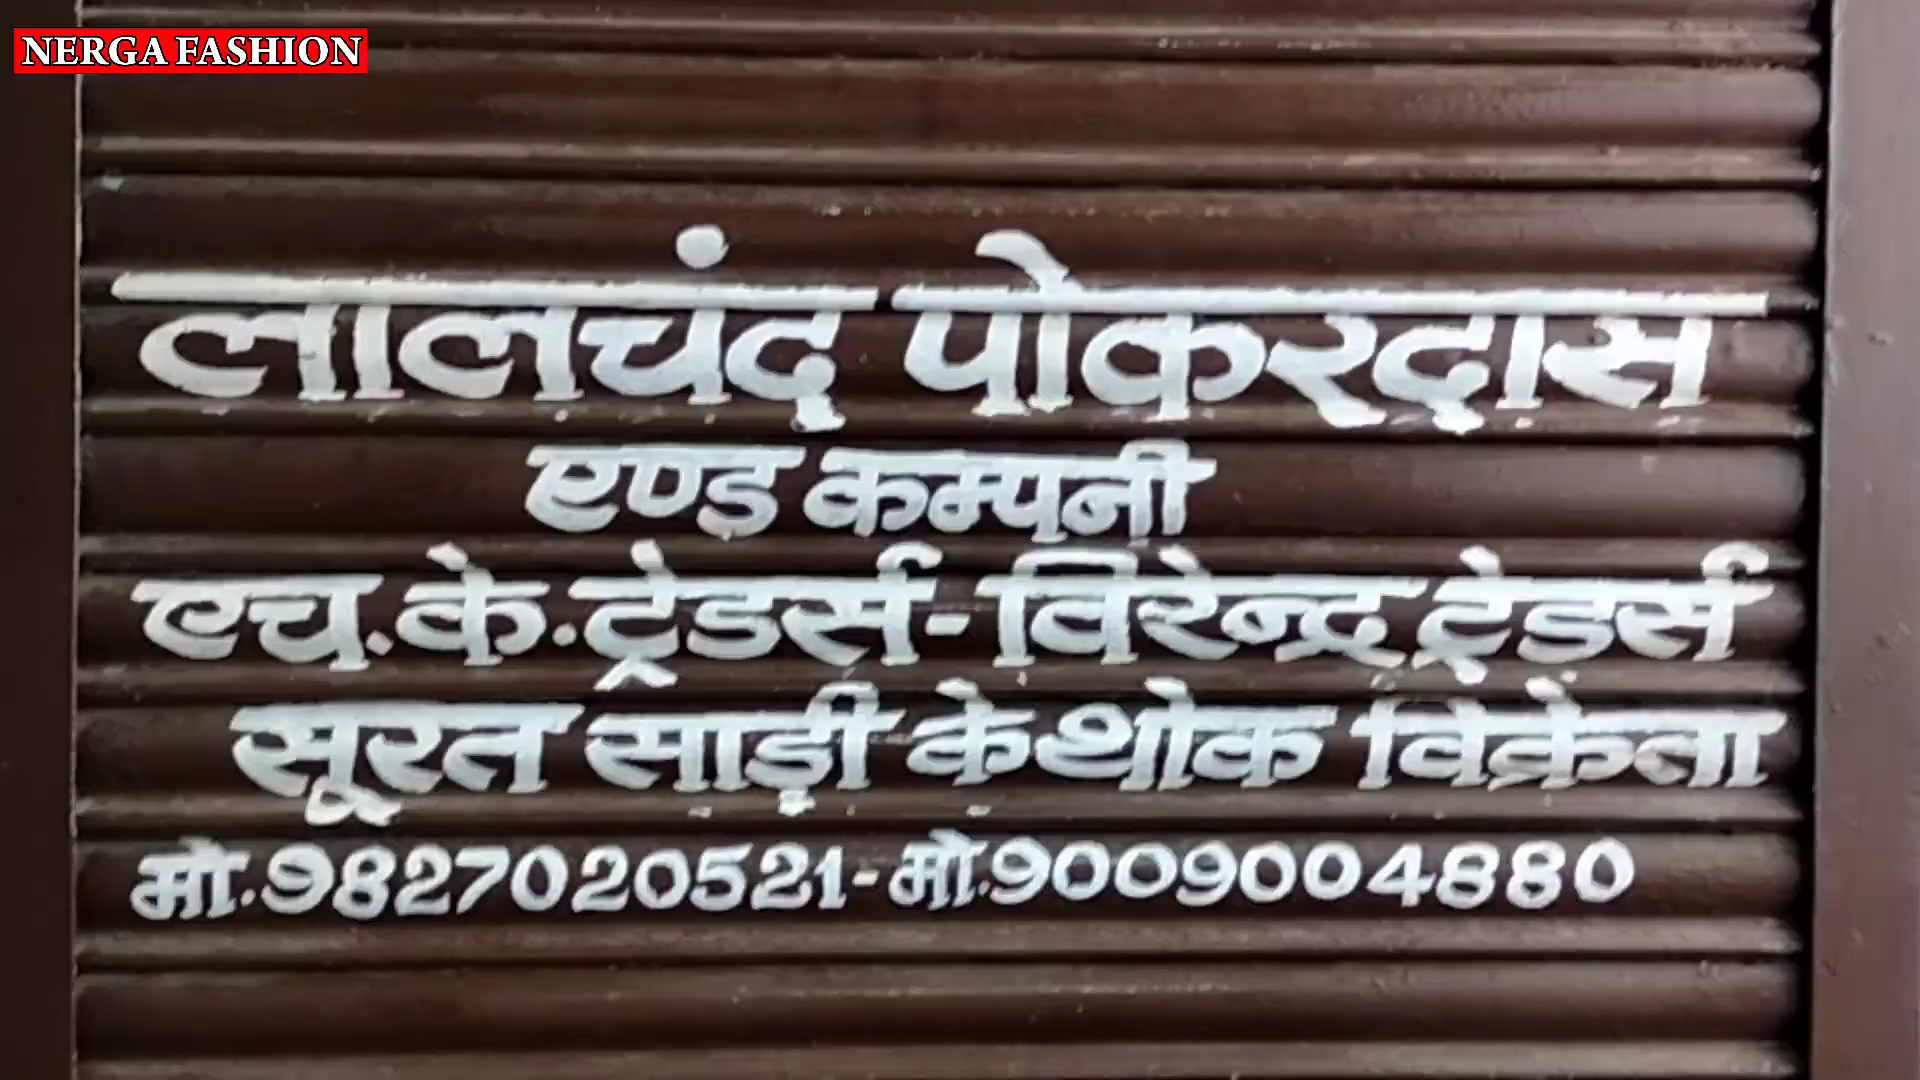 NERGA FASHION
लालचंद पोकरदास
एण्ड कम्पनी
एच.के.ट्रेडर्स-विरेन्द्र ट्रेडर्स
सूरत साड़ी के थोक विक्रेता
मो.9827020521-मो.9009004880